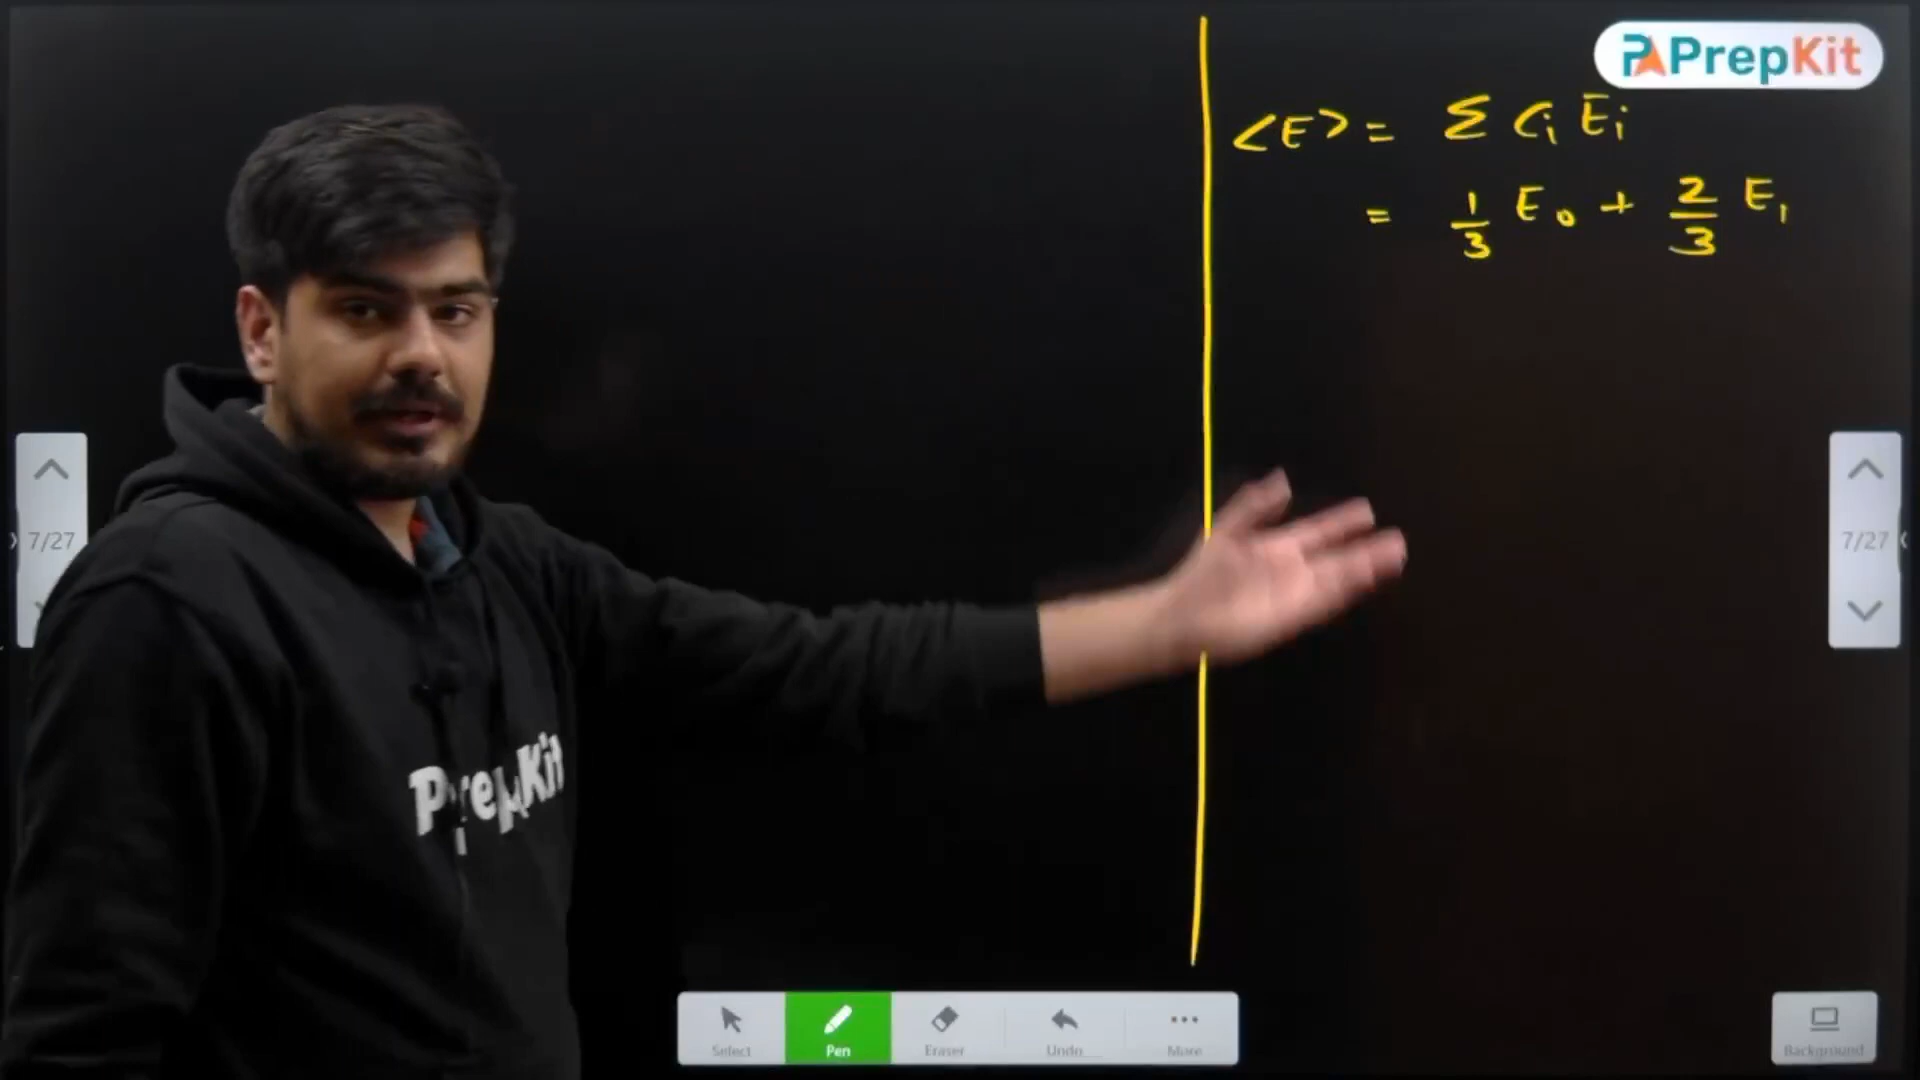 PrepKit
<E> = Σ Ci Ei
= 1/3 E0 + 2/3 E1
7/27
7/27
PrepKit
Select Pen Eraser Undo More
Background